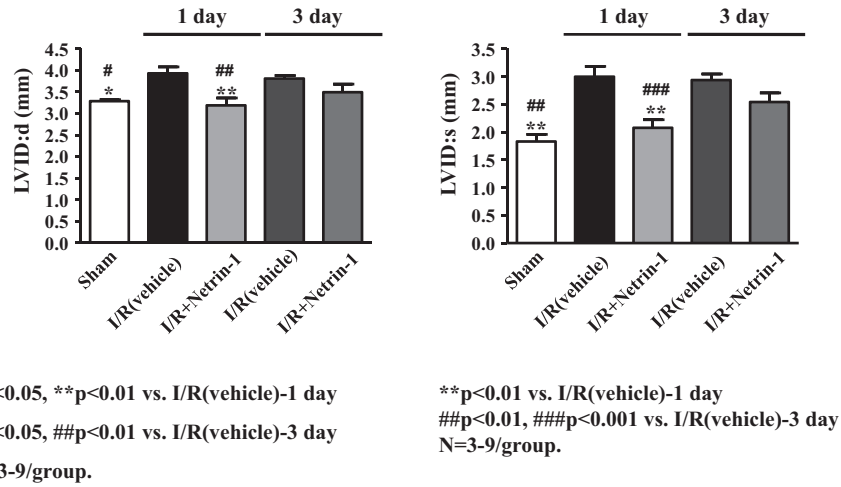 1 day 3 day
LVID:d (mm)
4.5
4.0
3.5
3.0
2.5
2.0
1.5
1.0
0.5
0.0
#
*
##
**
Sham
I/R(vehicle)
I/R+Netrin-1
I/R(vehicle)
I/R+Netrin-1
<0.05, **p<0.01 vs. I/R(vehicle)-1 day
<0.05, ##p<0.01 vs. I/R(vehicle)-3 day
3-9/group.
1 day 3 day
LVID:s (mm)
3.5
3.0
2.5
2.0
1.5
1.0
0.5
0.0
##
**
###
**
Sham
I/R(vehicle)
I/R+Netrin-1
I/R(vehicle)
I/R+Netrin-1
**p<0.01 vs. I/R(vehicle)-1 day
##p<0.01, ###p<0.001 vs. I/R(vehicle)-3 day
N=3-9/group.